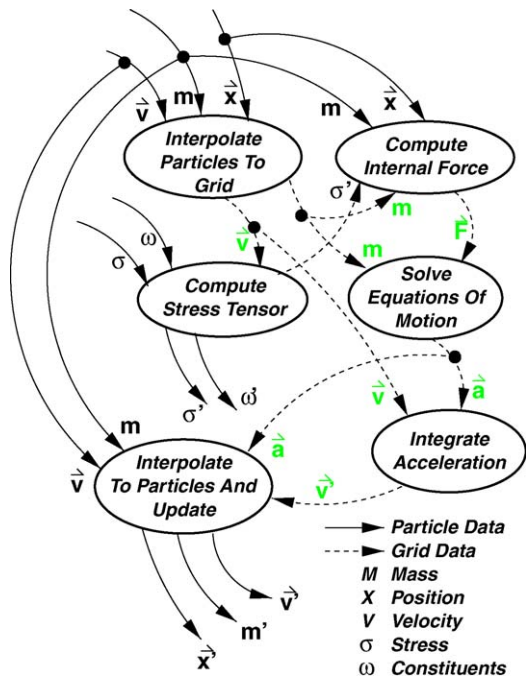 v⃗
m
x⃗
m
x⃗
Interpolate
Particles To
Grid
Compute
Internal Force
σ'
m
F⃗
v⃗
m
ω
σ
Compute
Stress Tensor
Solve
Equations Of
Motion
σ'
ω'
v⃗
a⃗
m
a⃗
v⃗
Interpolate
To Particles And
Update
Integrate
Acceleration
v⃗'
v⃗'
m'
x⃗'
Particle Data
Grid Data
M Mass
X Position
V Velocity
σ Stress
ω Constituents